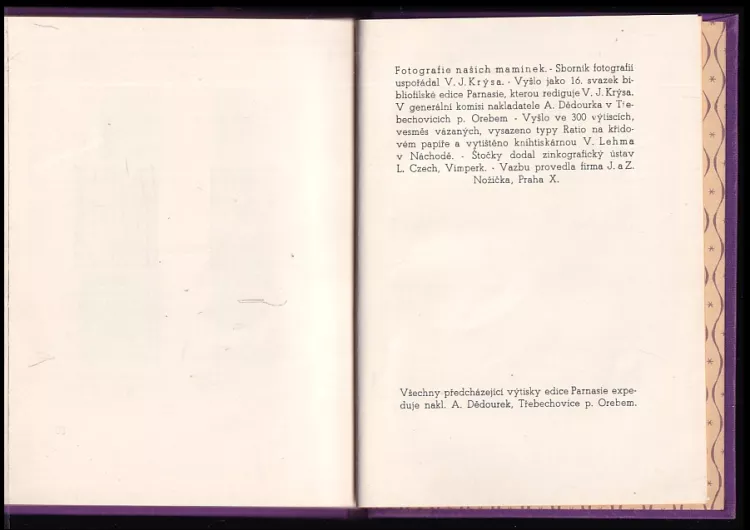 Fotografie našich maminek. - Sborník fotografií
uspořádal V. J. Krýsa. - Vyšlo jako 16. svazek bi-
bliofilské edice Parnasie, kterou rediguje V. J. Krýsa.
V generální komisi nakladatele A. Dědourka v Tře-
bechovicích p. Orebem - Vyšlo ve 300 výtiscích,
vesměs vázaných, vysazeno typy Ratio na křído-
vém papíře a vytištěno knihtiskárnou V. Lehma
v Náchodě. - Štočky dodal zinkografický ústav
L. Czech, Vimperk. - Vazbu provedla firma J. a Z.
Nožička, Praha X.
Všechny předcházející výtisky edice Parnasie expe-
duje nakl. A. Dědourek, Třebechovice p. Orebem.